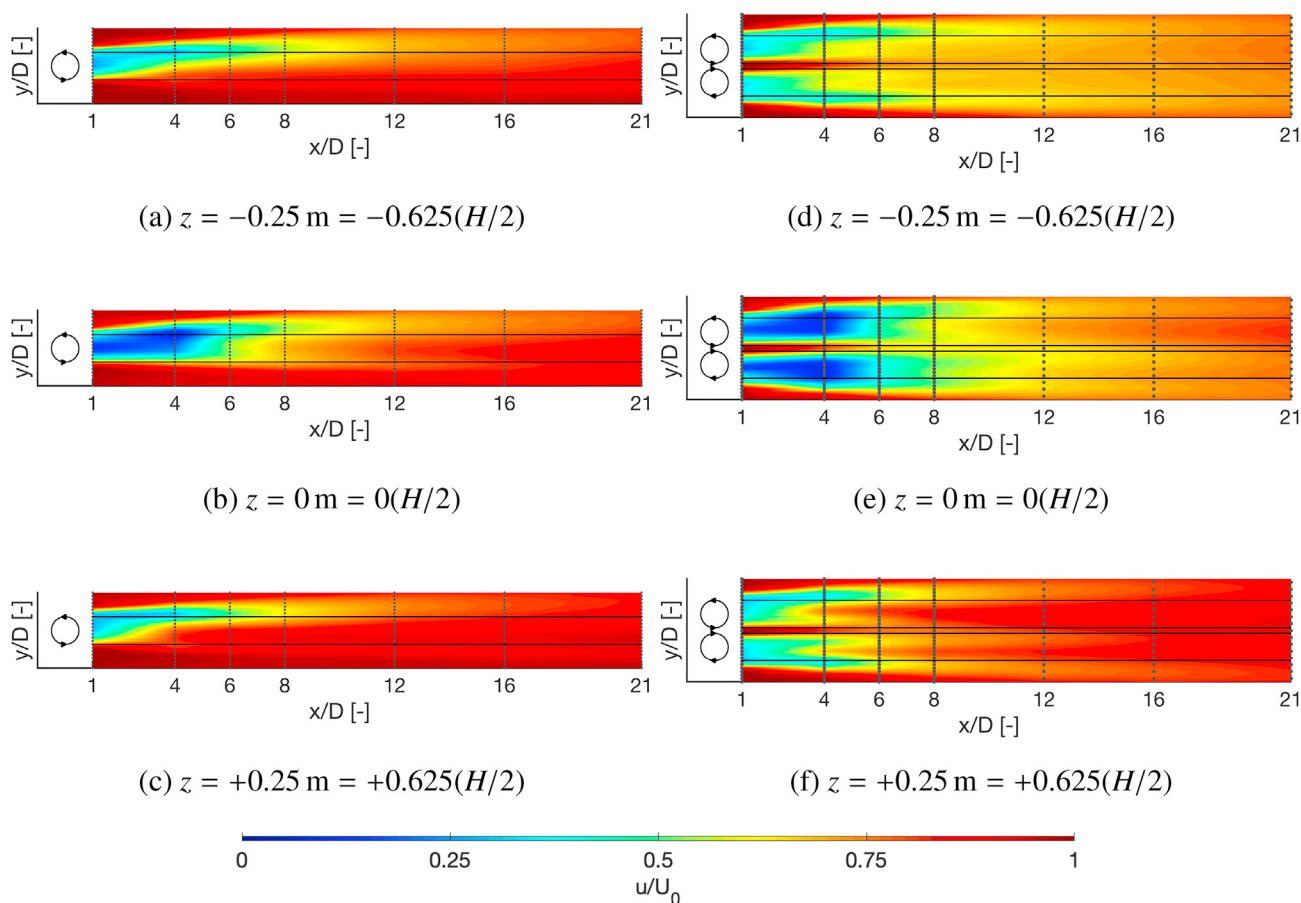 y/D [-]
1 4 6 8 12 16 21
x/D [-]
(a) z = −0.25 m = −0.625(H/2)
y/D [-]
1 4 6 8 12 16 21
x/D [-]
(d) z = −0.25 m = −0.625(H/2)
y/D [-]
1 4 6 8 12 16 21
x/D [-]
(b) z = 0 m = 0(H/2)
y/D [-]
1 4 6 8 12 16 21
x/D [-]
(e) z = 0 m = 0(H/2)
y/D [-]
1 4 6 8 12 16 21
x/D [-]
(c) z = +0.25 m = +0.625(H/2)
y/D [-]
1 4 6 8 12 16 21
x/D [-]
(f) z = +0.25 m = +0.625(H/2)
0 0.25 0.5 0.75 1
u/U₀